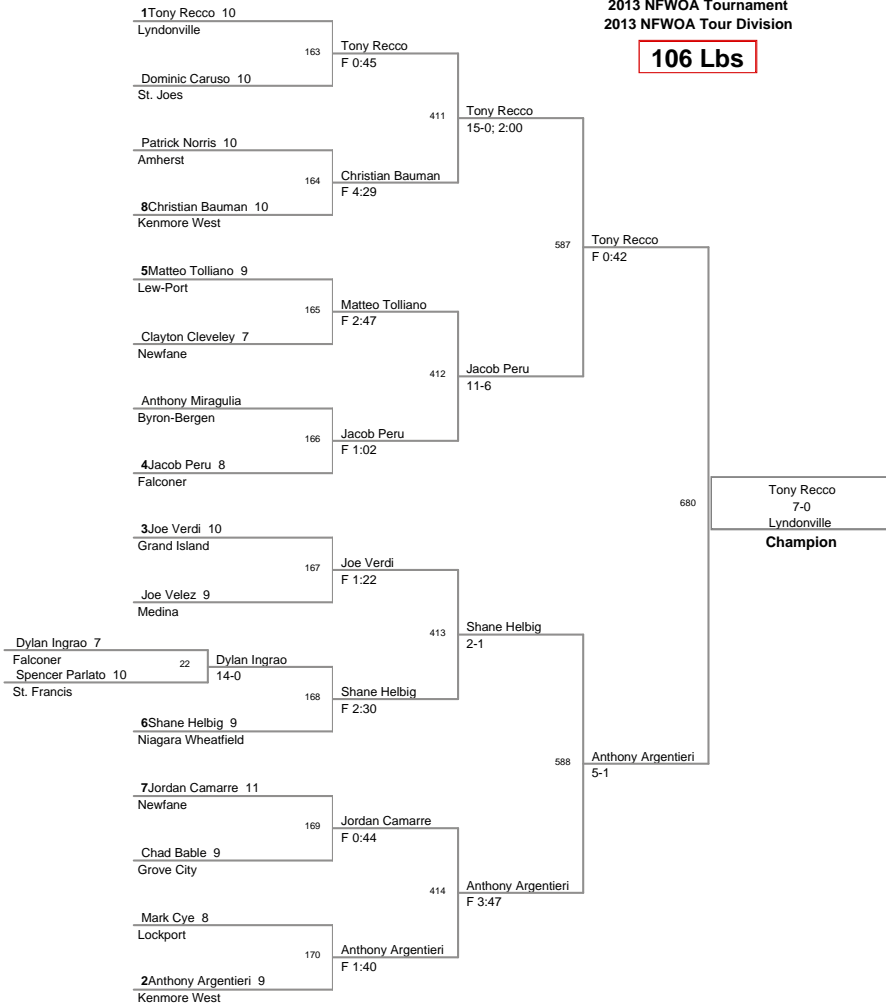 2013 NFWOA Tournament
2013 NFWOA Tour Division
106 Lbs
1Tony Recco 10
Lyndonville
163
Tony Recco
F 0:45
Dominic Caruso 10
St. Joes
411
Tony Recco
15-0; 2:00
Patrick Norris 10
Amherst
164
Christian Bauman
F 4:29
8Christian Bauman 10
Kenmore West
587
Tony Recco
F 0:42
5Matteo Tolliano 9
Lew-Port
165
Matteo Tolliano
F 2:47
Clayton Cleveley 7
Newfane
412
Jacob Peru
11-6
Anthony Miragulia
Byron-Bergen
166
Jacob Peru
F 1:02
4Jacob Peru 8
Falconer
680
Tony Recco
7-0
Lyndonville
Champion
3Joe Verdi 10
Grand Island
167
Joe Verdi
F 1:22
Joe Velez 9
Medina
413
Shane Helbig
2-1
Dylan Ingrao 7
Falconer
22
Dylan Ingrao
14-0
Spencer Parlato 10
St. Francis
168
Shane Helbig
F 2:30
6Shane Helbig 9
Niagara Wheatfield
588
Anthony Argentieri
5-1
7Jordan Camarre 11
Newfane
169
Jordan Camarre
F 0:44
Chad Bable 9
Grove City
414
Anthony Argentieri
F 3:47
Mark Cye 8
Lockport
170
Anthony Argentieri
F 1:40
2Anthony Argentieri 9
Kenmore West